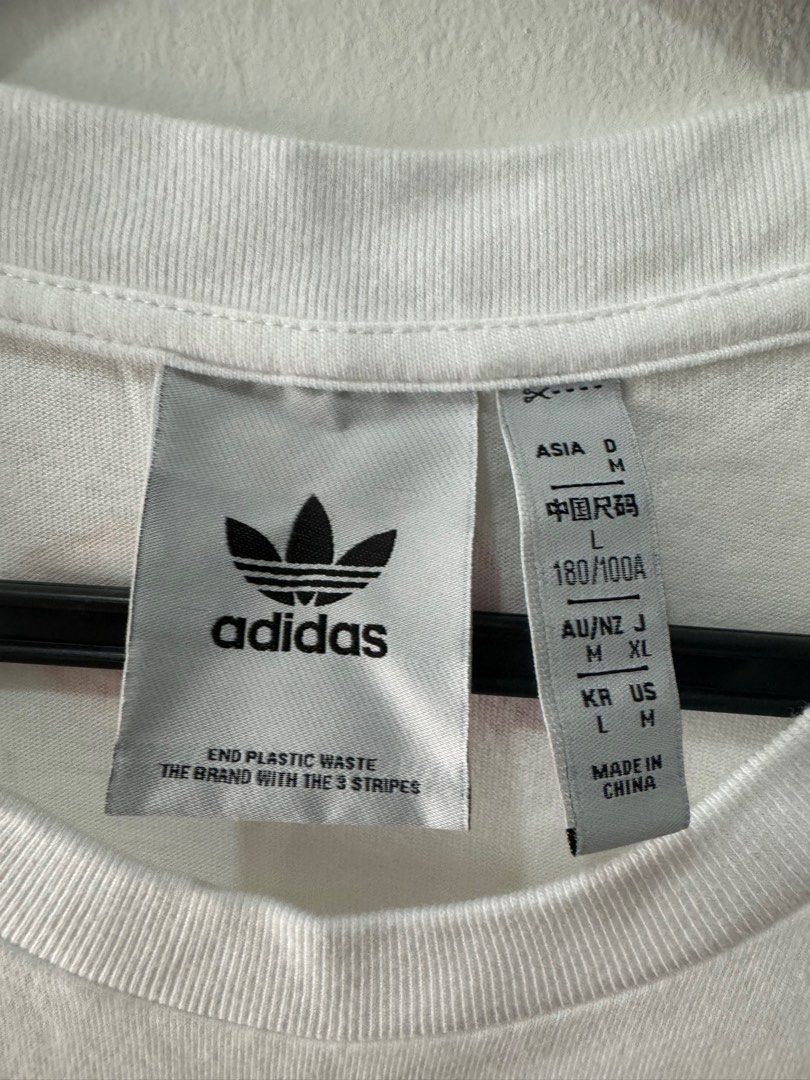 adidas
END PLASTIC WASTE
THE BRAND WITH THE 3 STRIPES
ASIA D
M
中国尺码
L
180/100A
AU/NZ J
M XL
KR US
L M
MADE IN
CHINA